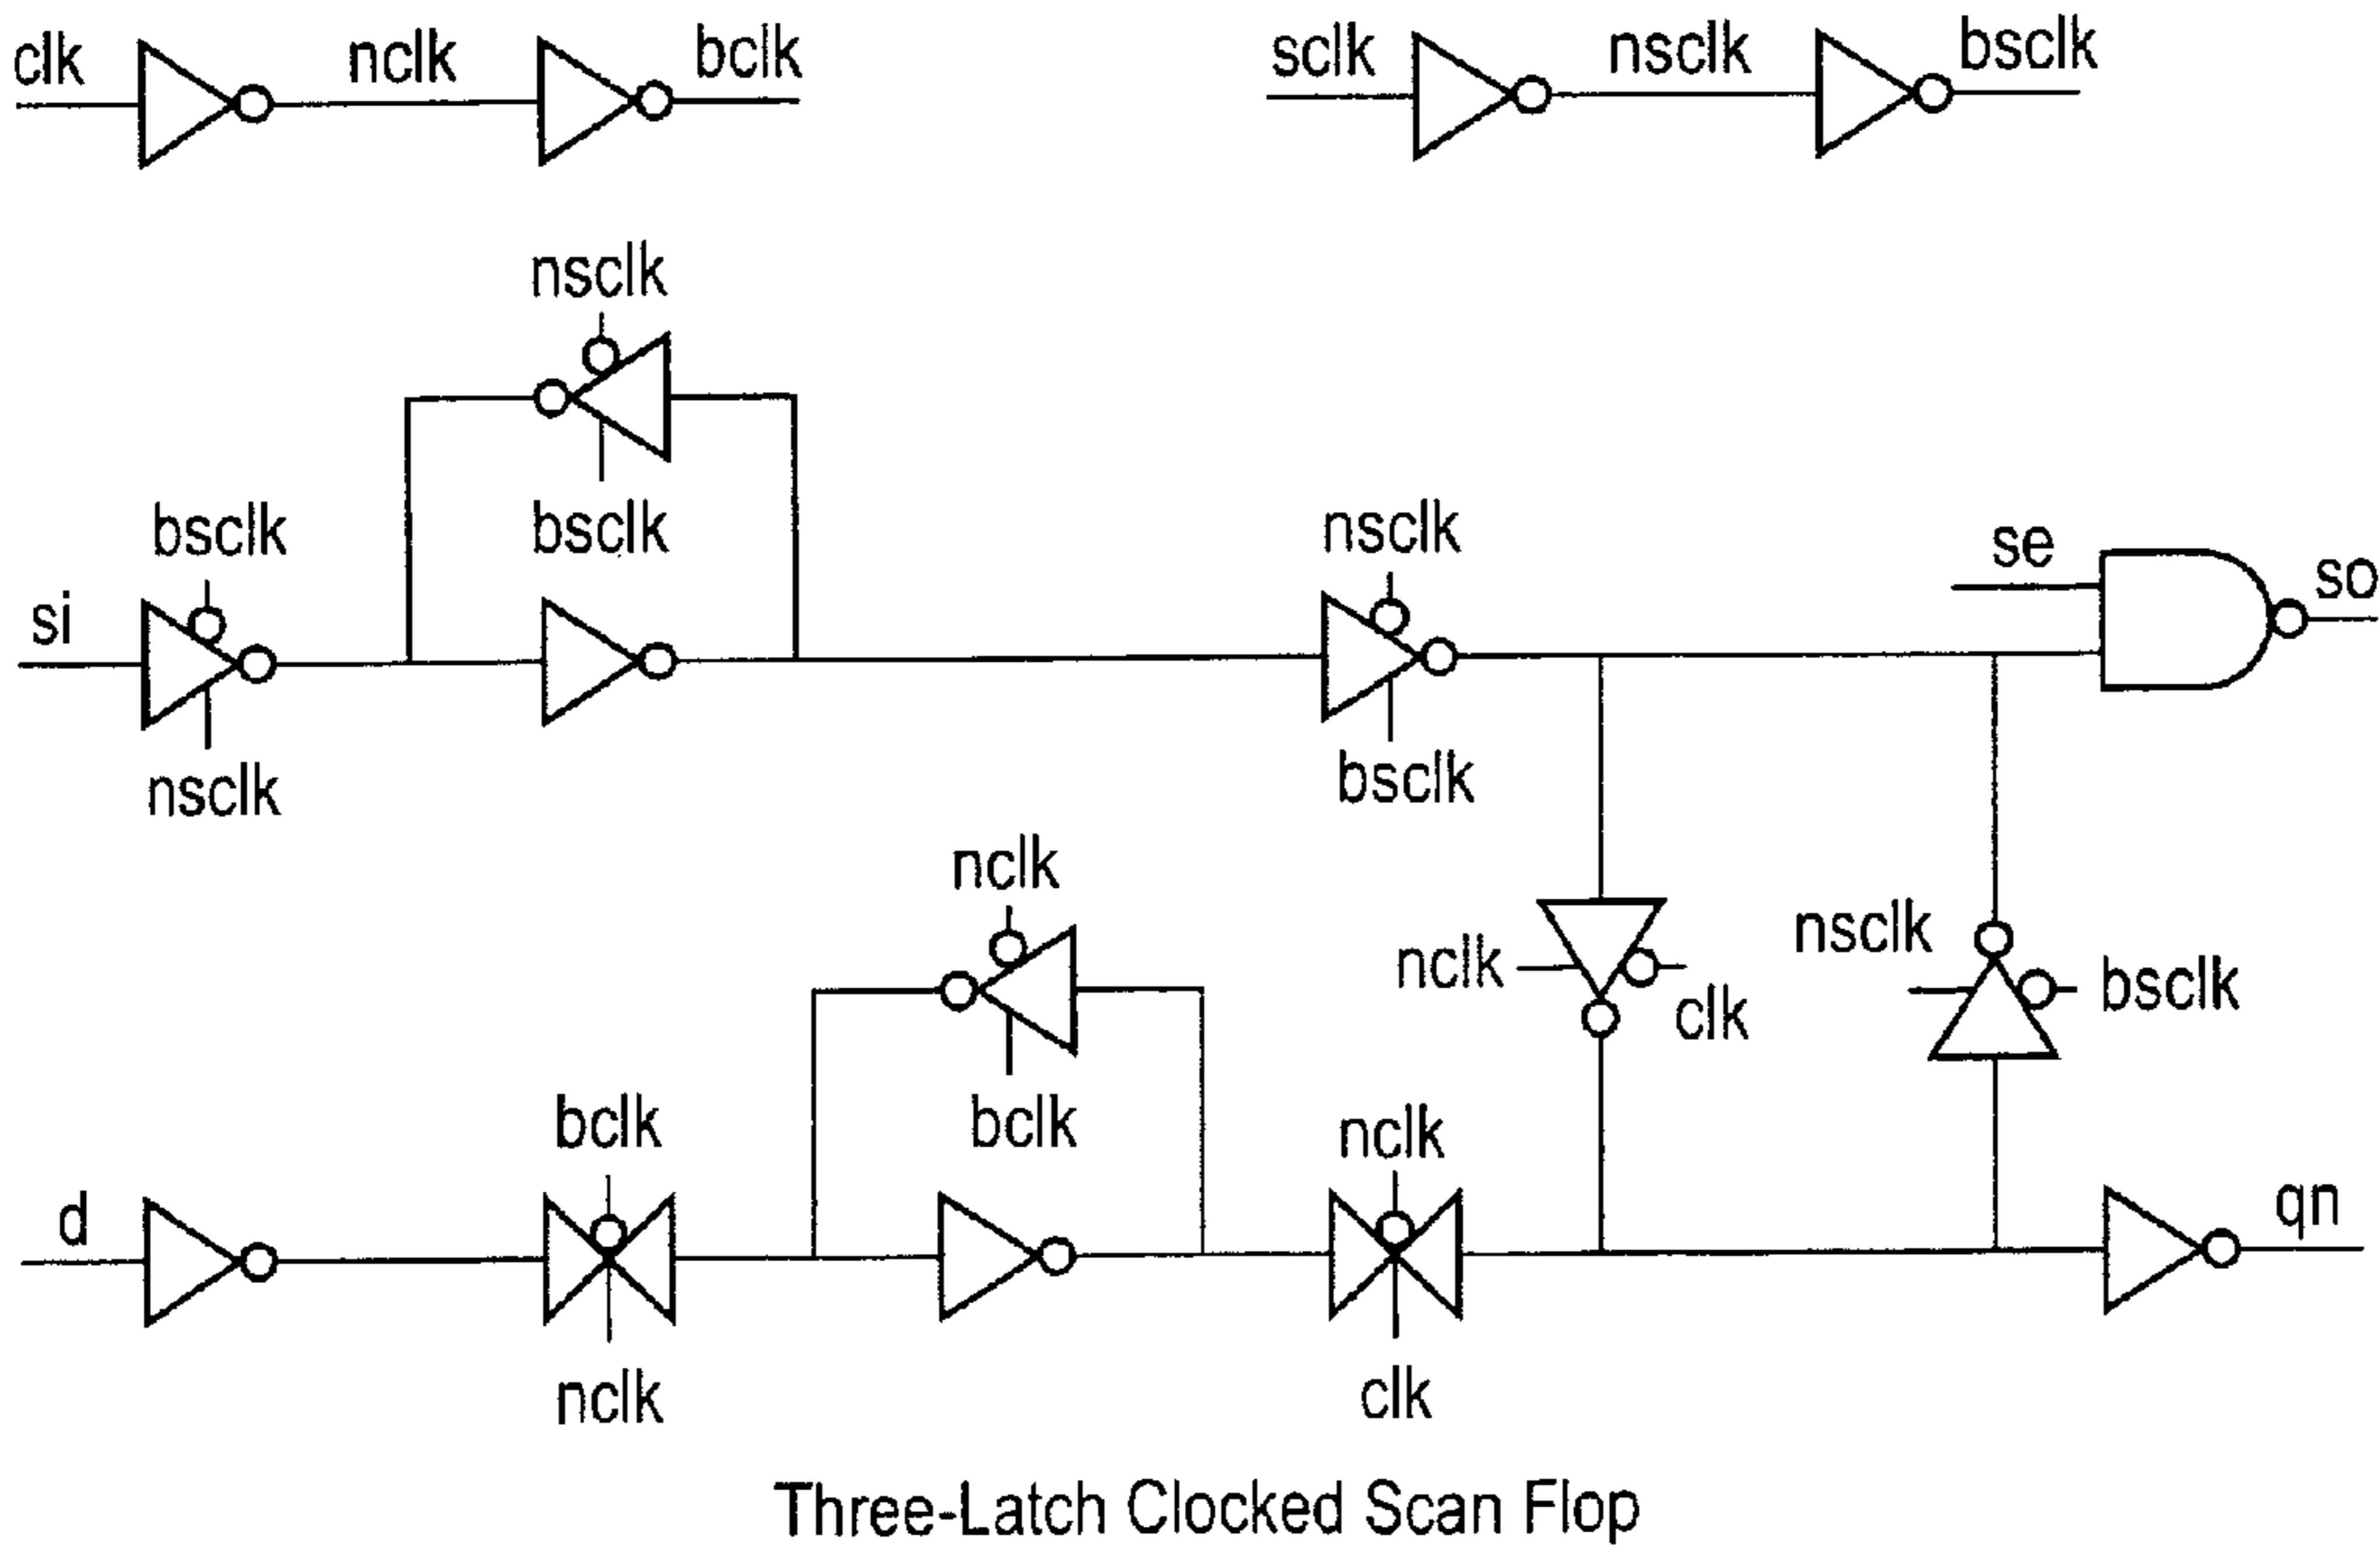 clk nclk bclk sclk nsclk bsclk
nsclk
bsclk bsclk nsclk se so
si
nsclk bsclk
nclk
nclk clk nsclk bsclk
bclk bclk nclk
d qn
nclk clk
Three-Latch Clocked Scan Flop